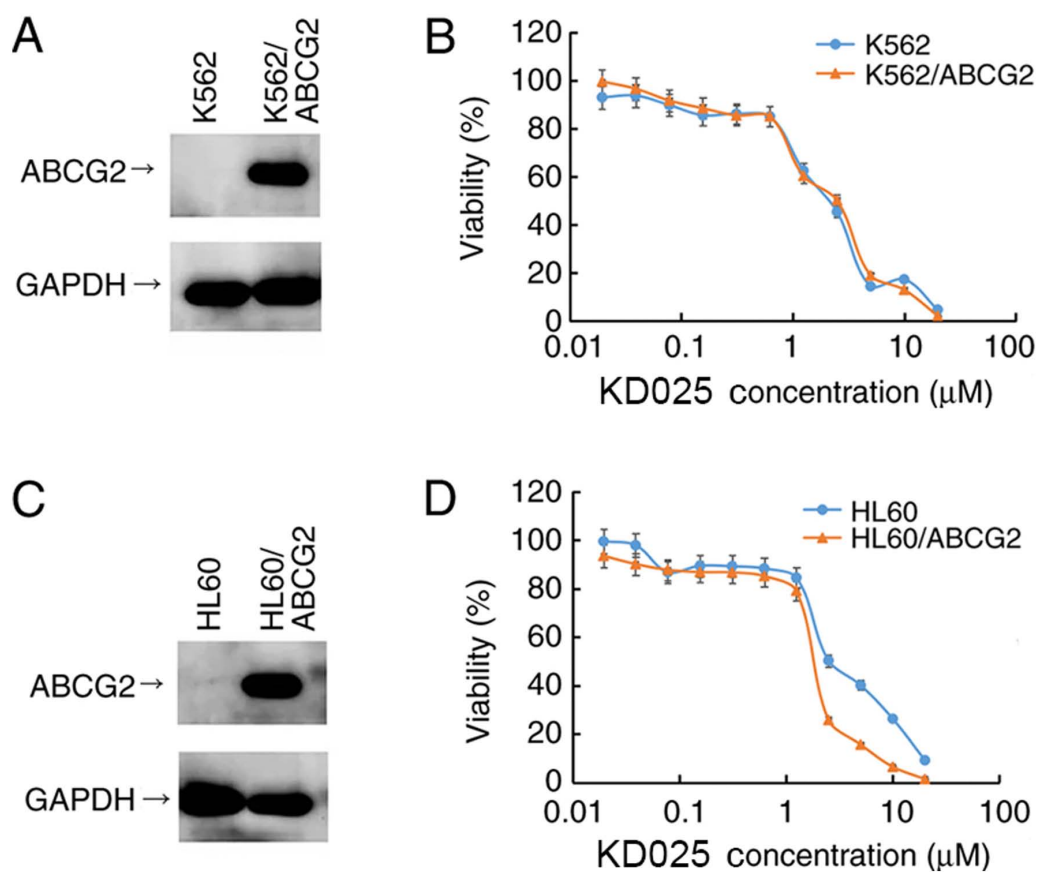 A
K562
K562/
ABCG2
ABCG2→
GAPDH→
B
K562
K562/ABCG2
Viability (%)
120
100
80
60
40
20
0
0.01 0.1 1 10 100
KD025 concentration (μM)
C
HL60
HL60/
ABCG2
ABCG2→
GAPDH→
D
HL60
HL60/ABCG2
Viability (%)
120
100
80
60
40
20
0
0.01 0.1 1 10 100
KD025 concentration (μM)